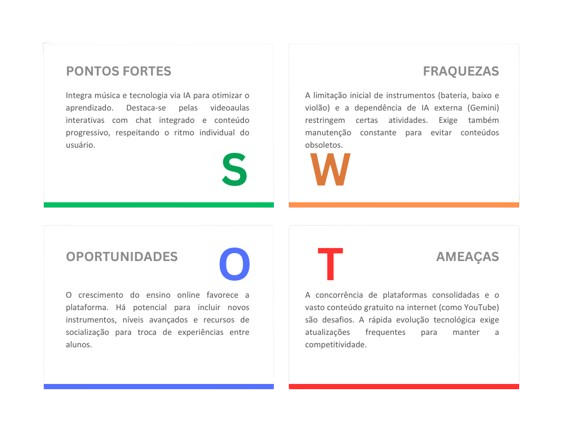 PONTOS FORTES
Integra música e tecnologia via IA para otimizar o
aprendizado. Destaca-se pelas videoaulas
interativas com chat integrado e conteúdo
progressivo, respeitando o ritmo individual do
usuário.
S
FRAQUEZAS
A limitação inicial de instrumentos (bateria, baixo e
violão) e a dependência de IA externa (Gemini)
restringem certas atividades. Exige também
manutenção constante para evitar conteúdos
obsoletos.
W
OPORTUNIDADES
O
O crescimento do ensino online favorece a
plataforma. Há potencial para incluir novos
instrumentos, níveis avançados e recursos de
socialização para troca de experiências entre
alunos.
T
AMEAÇAS
A concorrência de plataformas consolidadas e o
vasto conteúdo gratuito na internet (como YouTube)
são desafios. A rápida evolução tecnológica exige
atualizações frequentes para manter a
competitividade.